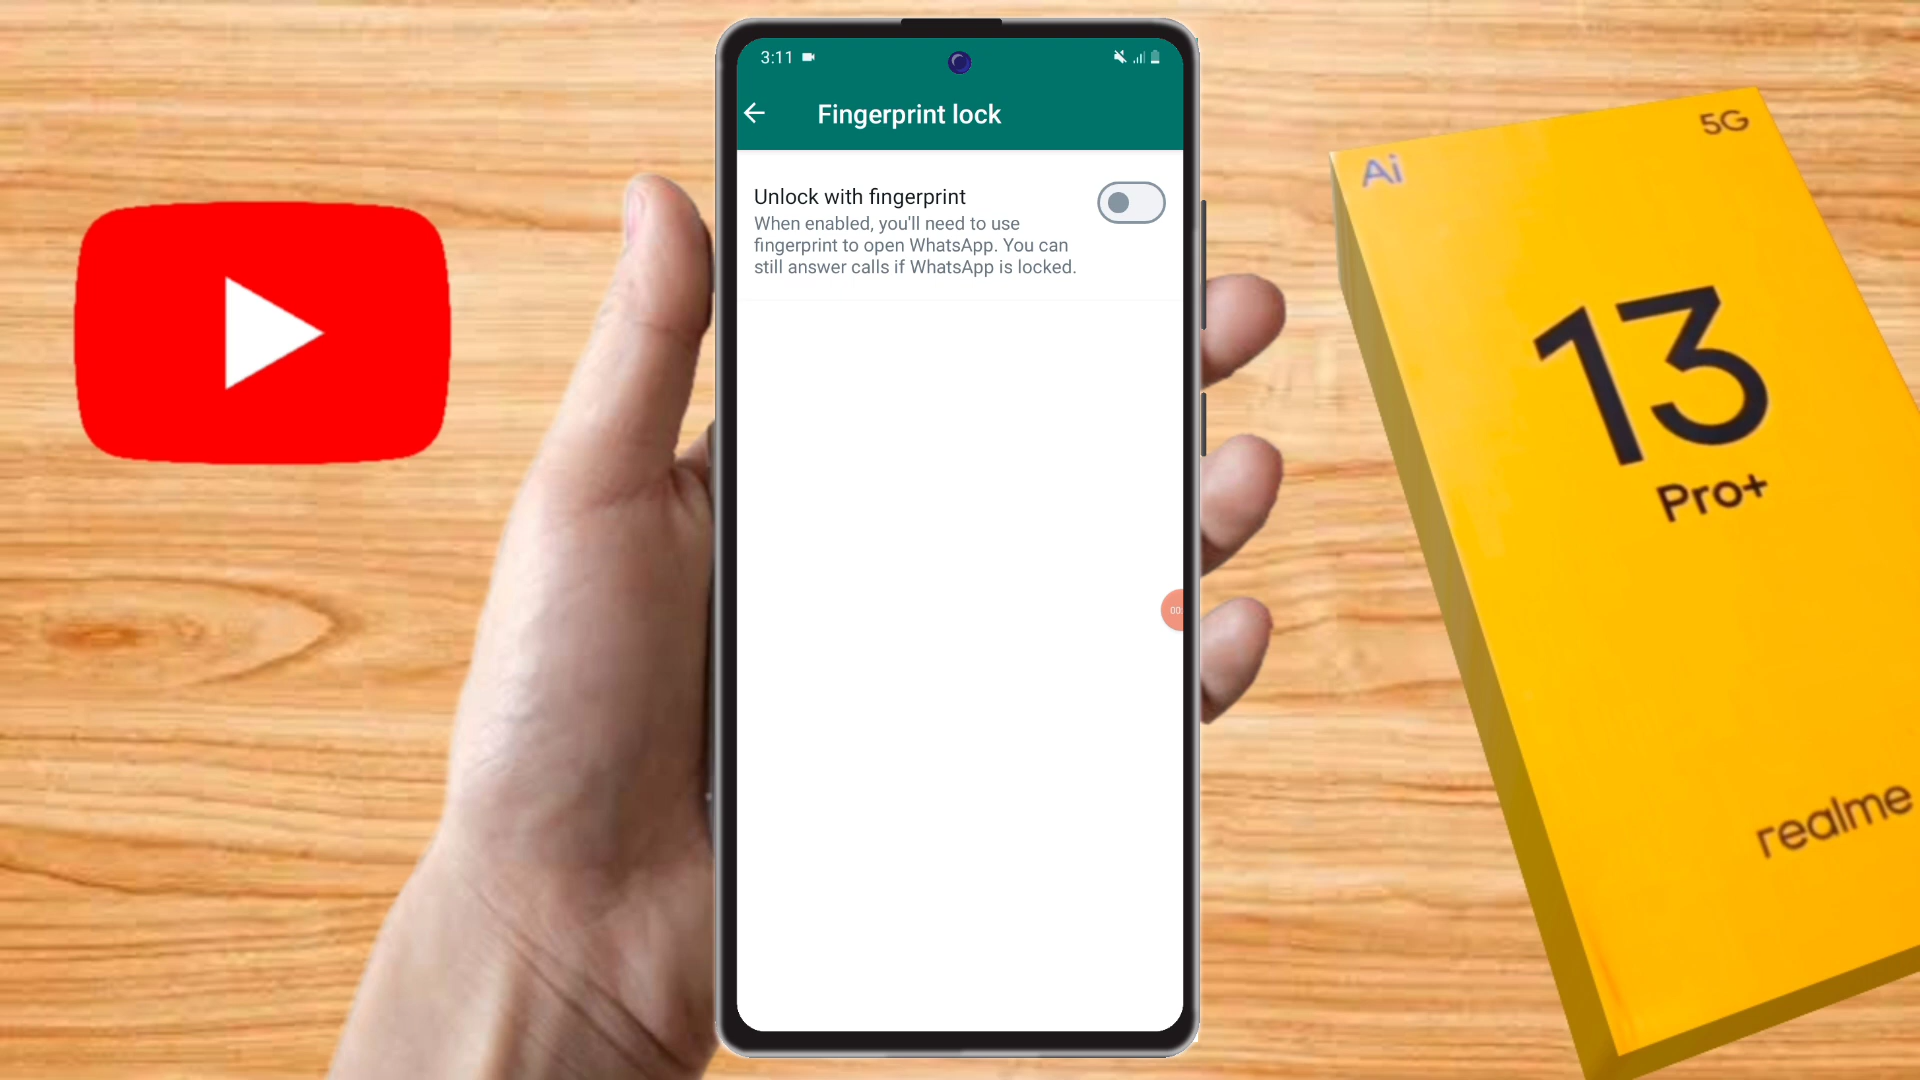 3:11
Fingerprint lock
Unlock with fingerprint
When enabled, you'll need to use
fingerprint to open WhatsApp. You can
still answer calls if WhatsApp is locked.
00:
Ai
5G
13
Pro+
realme